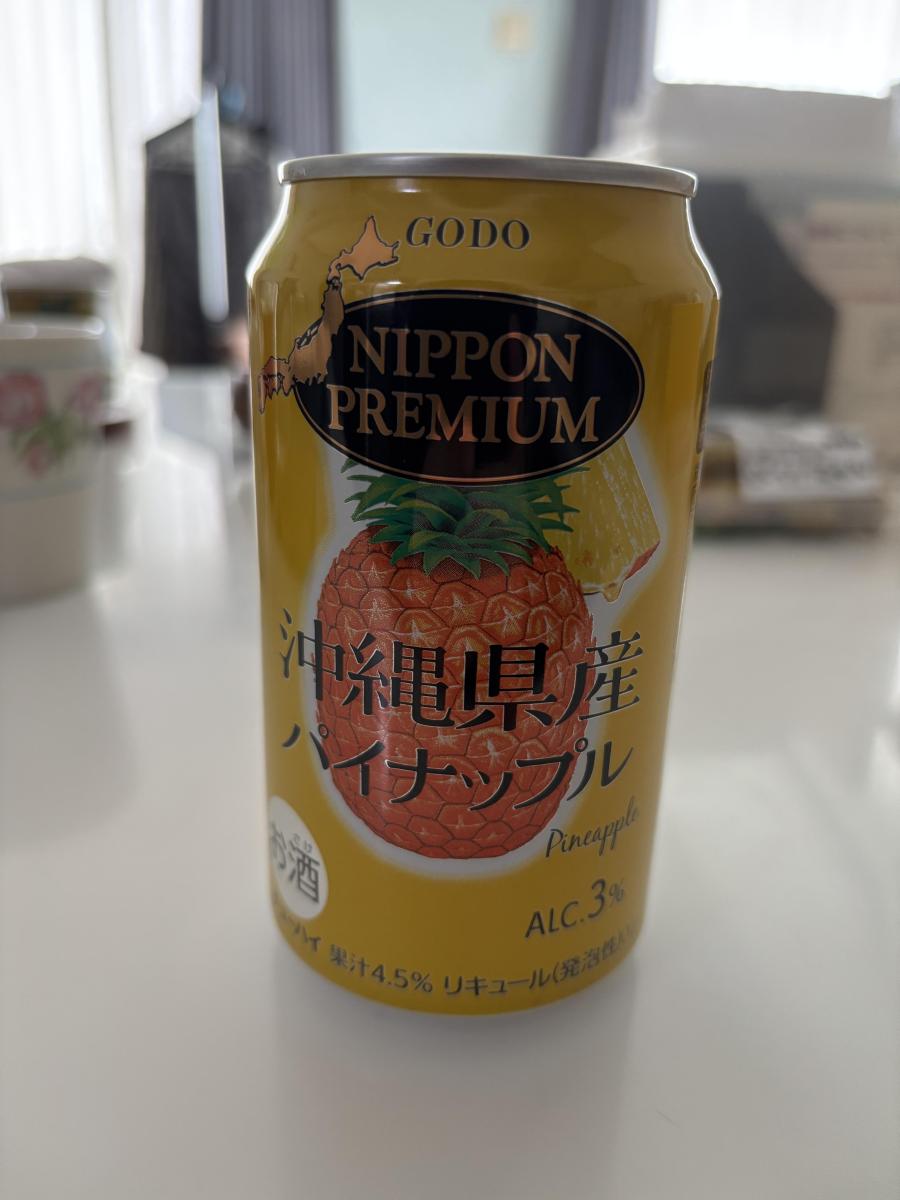 GODO
NIPPON
PREMIUM
沖縄県産
パイナップル
Pineapple
お酒
ALC.3%
果汁4.5% リキュール(発泡性)